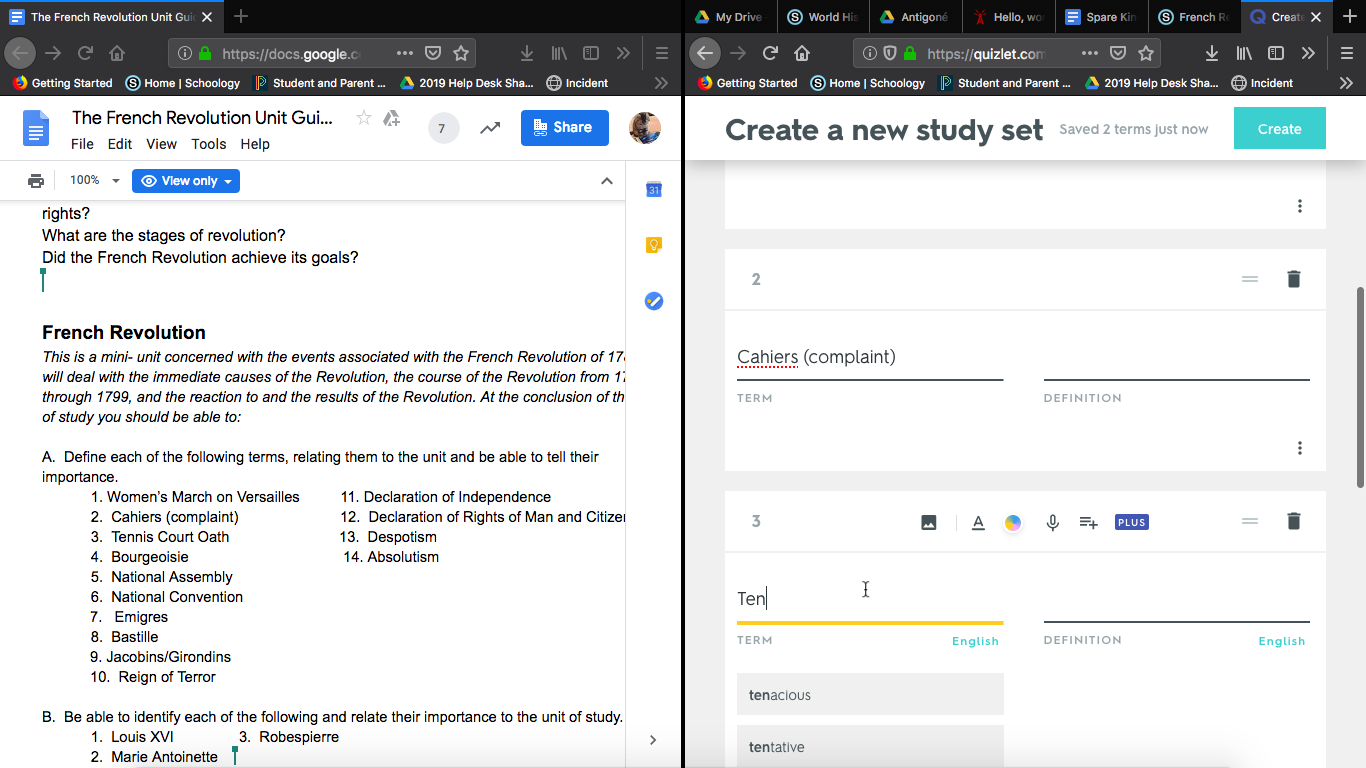 The French Revolution Unit Gui
https://docs.google.c
Getting Started Home | Schoology Student and Parent ... 2019 Help Desk Sha... Incident
The French Revolution Unit Gui...
7
Share
File Edit View Tools Help
100%
View only
31
rights?
What are the stages of revolution?
Did the French Revolution achieve its goals?
French Revolution
This is a mini- unit concerned with the events associated with the French Revolution of 17
will deal with the immediate causes of the Revolution, the course of the Revolution from 17
through 1799, and the reaction to and the results of the Revolution. At the conclusion of th
of study you should be able to:
A. Define each of the following terms, relating them to the unit and be able to tell their
importance.
1. Women's March on Versailles 11. Declaration of Independence
2. Cahiers (complaint) 12. Declaration of Rights of Man and Citizen
3. Tennis Court Oath 13. Despotism
4. Bourgeoisie 14. Absolutism
5. National Assembly
6. National Convention
7. Emigres
8. Bastille
9. Jacobins/Girondins
10. Reign of Terror
B. Be able to identify each of the following and relate their importance to the unit of study.
1. Louis XVI 3. Robespierre
2. Marie Antoinette
My Drive World His Antigoné Hello, wo Spare Kin French Re Create
https://quizlet.com
Getting Started Home | Schoology Student and Parent ... 2019 Help Desk Sha... Incident
Create a new study set Saved 2 terms just now Create
2
Cahiers (complaint)
TERM DEFINITION
3 A PLUS
Ten
TERM English DEFINITION English
tenacious
tentative